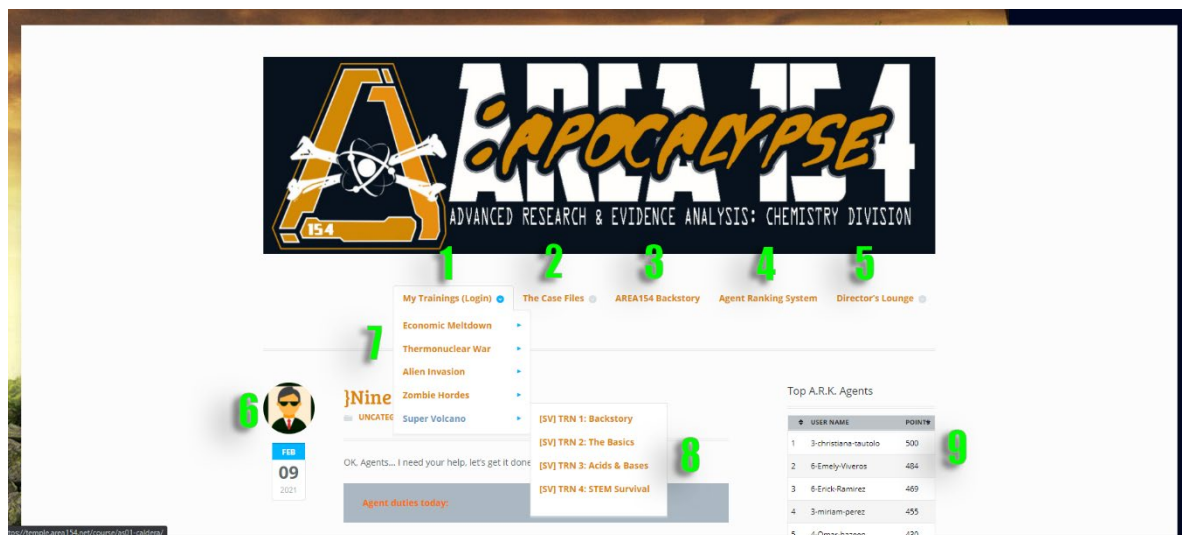 AREA 154
:APOCALYPSE
ADVANCED RESEARCH & EVIDENCE ANALYSIS: CHEMISTRY DIVISION
154
1
2
3
4
5
My Trainings (Login)
The Case Files
AREA154 Backstory
Agent Ranking System
Director's Lounge
7
Economic Meltdown
Thermonuclear War
Alien Invasion
Zombie Hordes
Super Volcano
6
}Nine
UNCATEG
[SV] TRN 1: Backstory
[SV] TRN 2: The Basics
[SV] TRN 3: Acids & Bases
[SV] TRN 4: STEM Survival
8
FEB
09
2021
OK, Agents... I need your help, let's get it done
Agent duties today:
Top A.R.K. Agents
USER NAME POINTS
9
1 3-christiana-tautolo 500
2 6-Emely-Viveros 484
3 6-Erick-Ramirez 469
4 3-miriam-perez 455